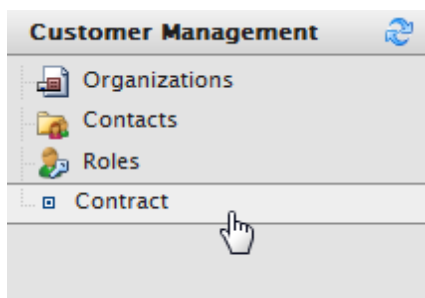 Customer Management
Organizations
Contacts
Roles
Contract